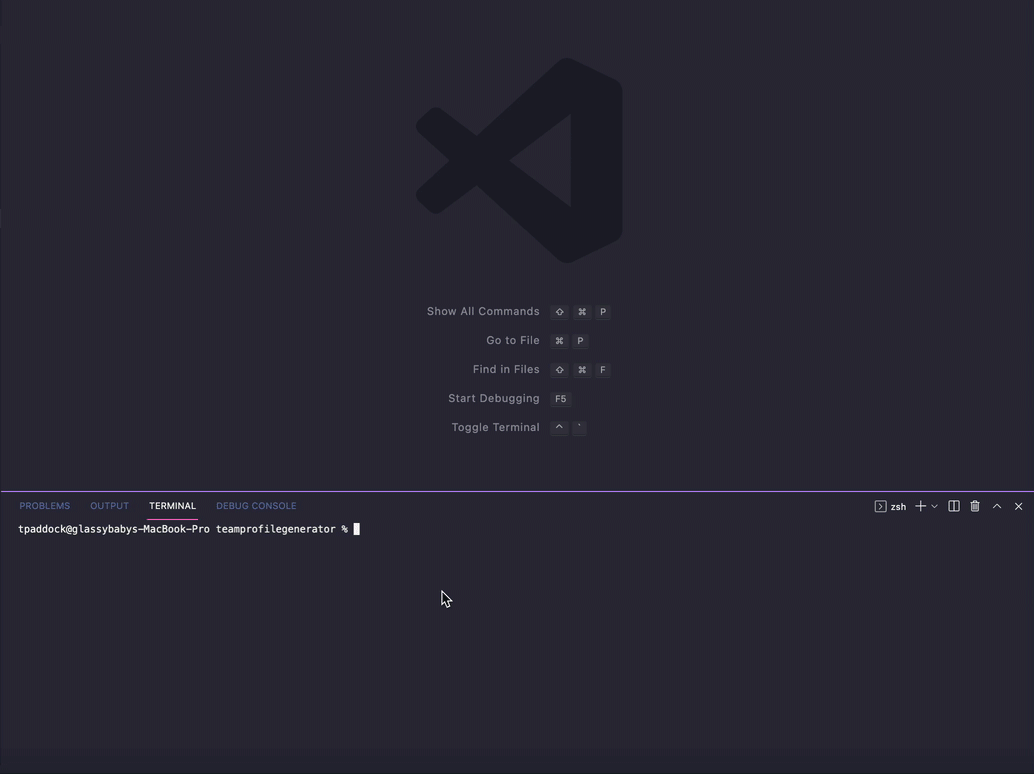 Show All Commands ⇧ ⌘ P
Go to File ⌘ P
Find in Files ⇧ ⌘ F
Start Debugging F5
Toggle Terminal ^ `
PROBLEMS OUTPUT TERMINAL DEBUG CONSOLE zsh
tpaddock@glassybabys-MacBook-Pro teamprofilegenerator %